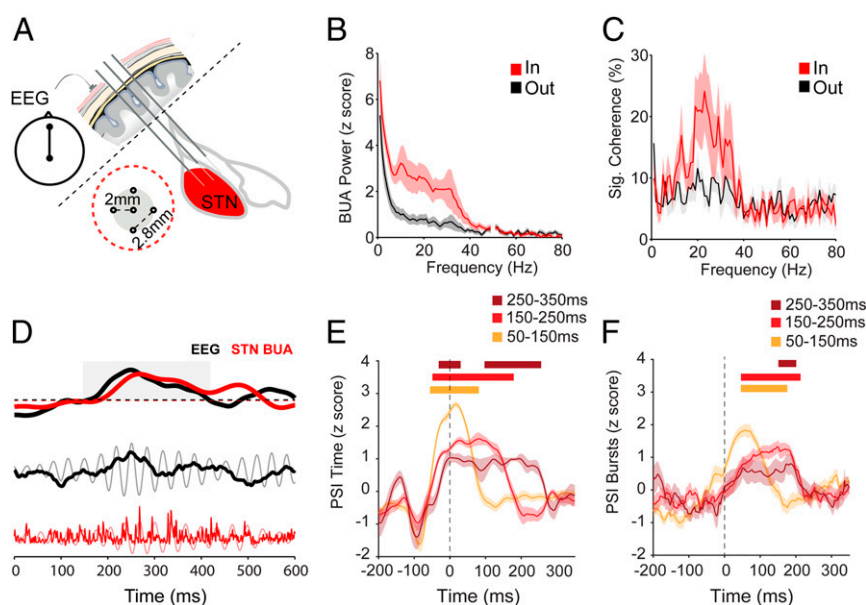 A
EEG
2mm
2.8mm
STN
B
8
6
4
2
0
BUA Power (z score)
In
Out
0 20 40 60 80
Frequency (Hz)
C
30
20
10
0
Sig. Coherence (%)
In
Out
0 20 40 60 80
Frequency (Hz)
D
EEG STN BUA
0 100 200 300 400 500 600
Time (ms)
E
250-350ms
150-250ms
50-150ms
4
3
2
1
0
-1
-2
PSI Time (z score)
-200 -100 0 100 200 300
Time (ms)
F
250-350ms
150-250ms
50-150ms
4
3
2
1
0
-1
-2
PSI Bursts (z score)
-200 -100 0 100 200 300
Time (ms)